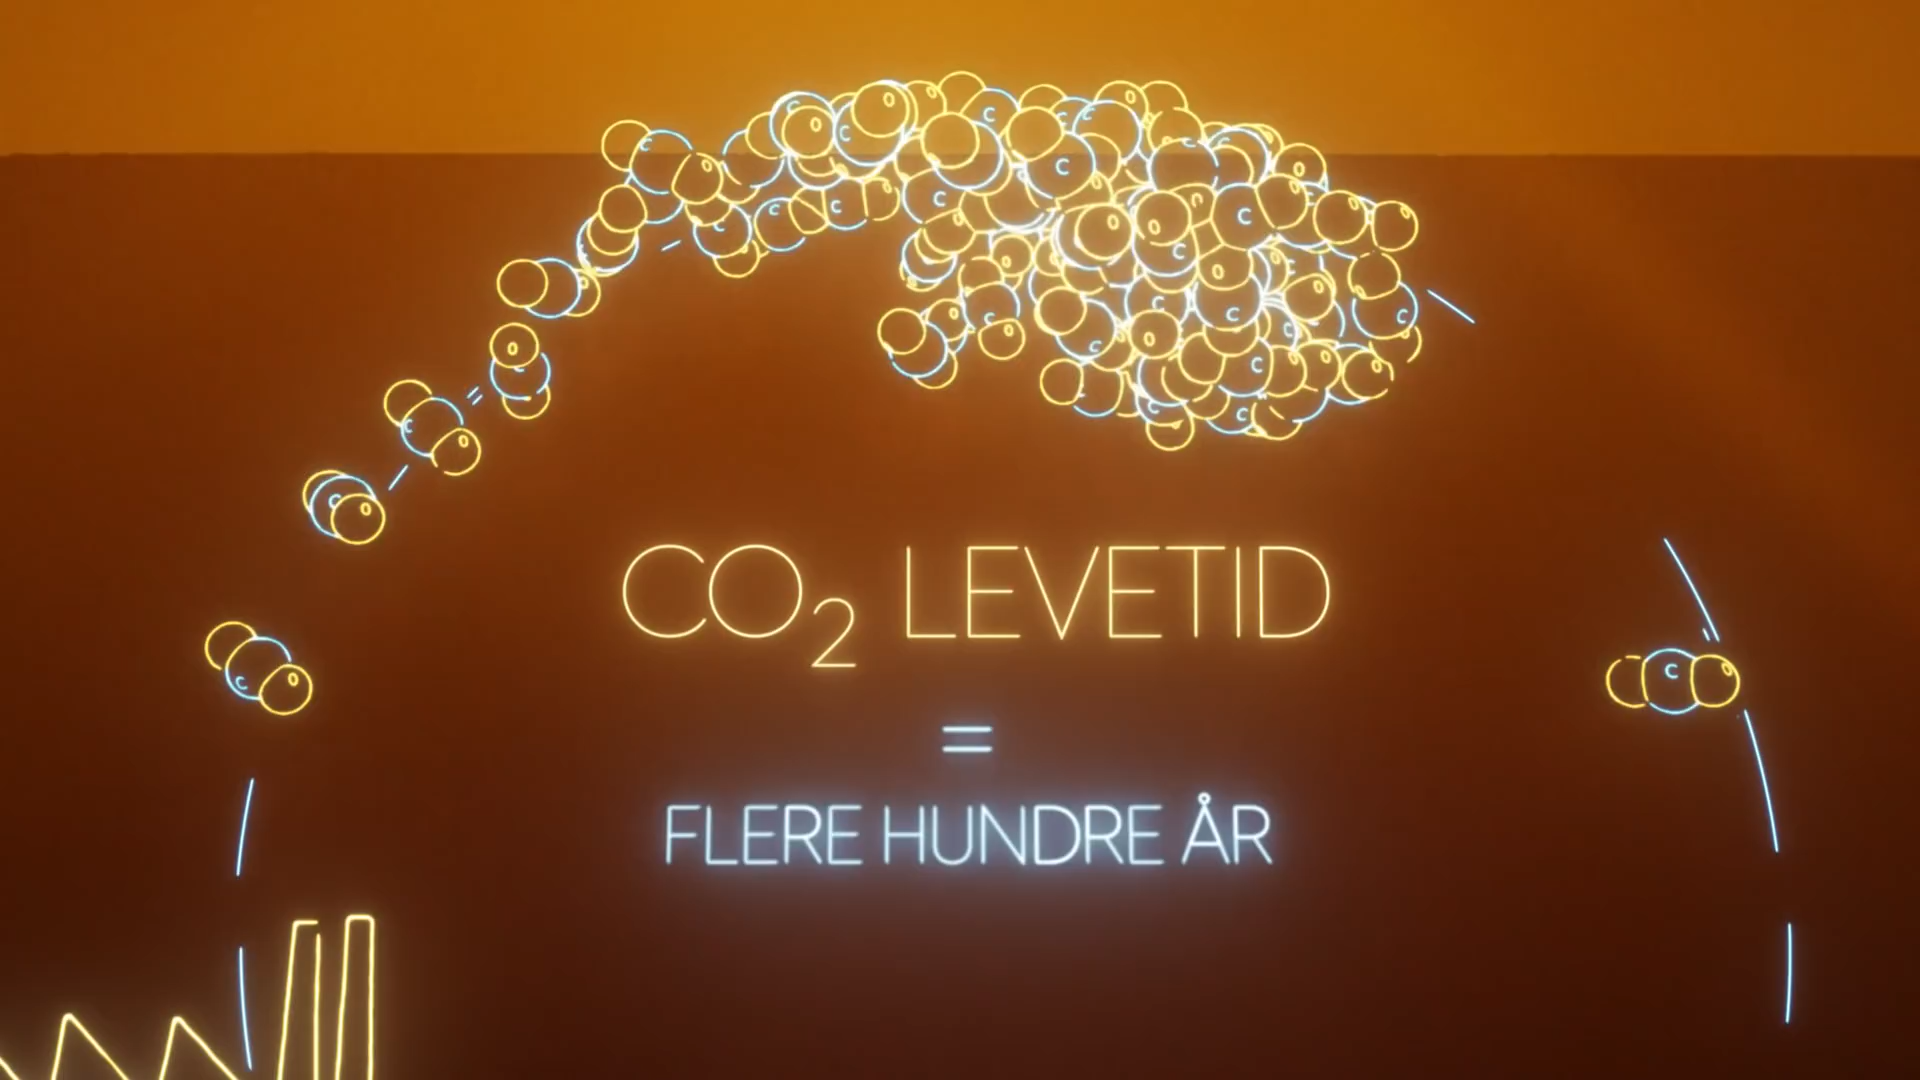 CO₂ LEVETID
=
FLERE HUNDRE ÅR